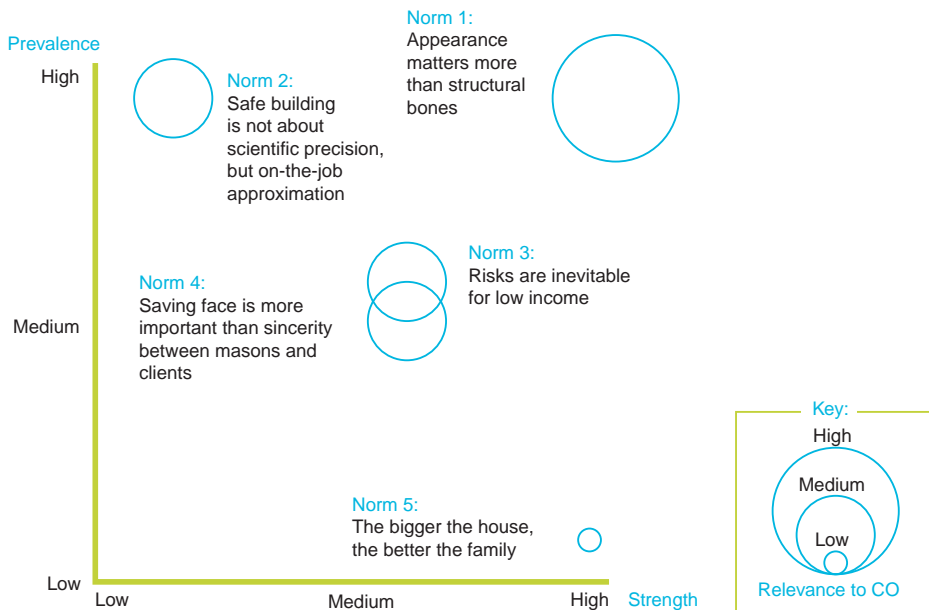 Prevalence
High
Norm 1:
Appearance
matters more
than structural
bones
Norm 2:
Safe building
is not about
scientific precision,
but on-the-job
approximation
Norm 3:
Risks are inevitable
for low income
Norm 4:
Saving face is more
important than sincerity
between masons and
clients
Medium
Norm 5:
The bigger the house,
the better the family
Low
Low
Medium
High
Strength
Key:
High
Medium
Low
Relevance to CO